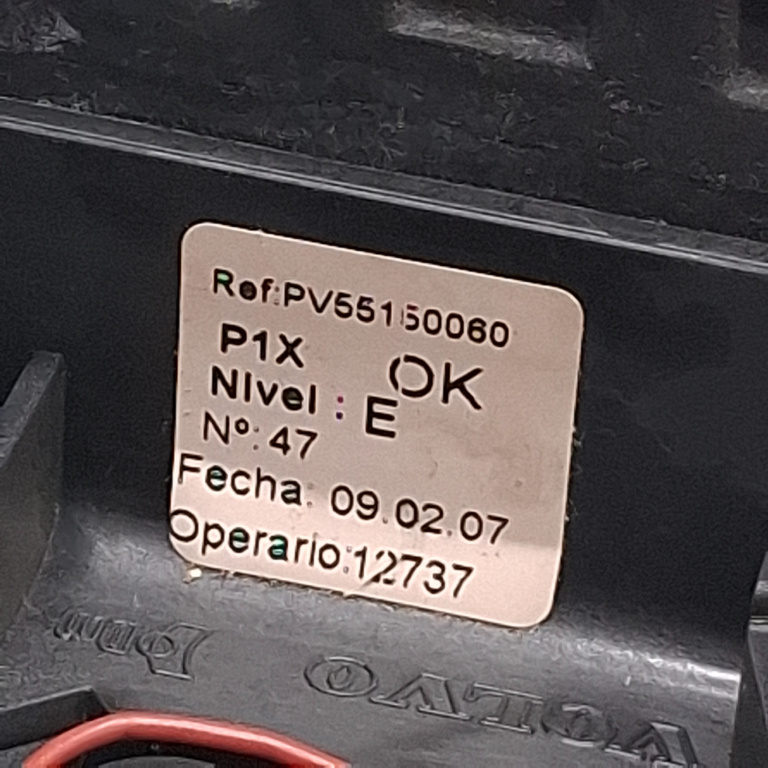 Ref:PV55150060
P1X OK
Nivel : E
Nº: 47
Fecha: 09.02.07
Operario:12737
VOLVO